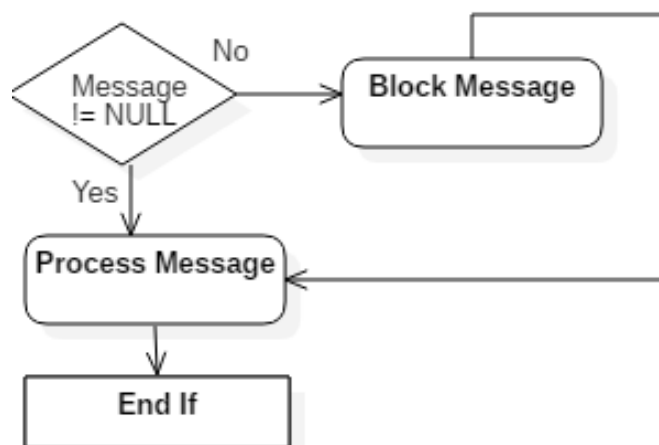 No
Message
!= NULL
Block Message
Yes
Process Message
End If